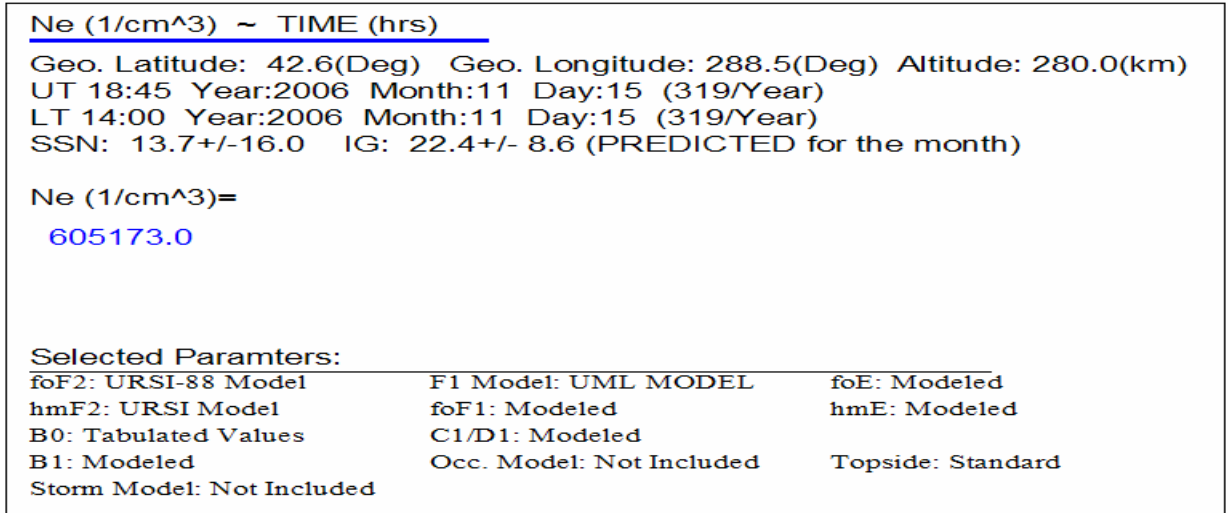 Ne (1/cm^3) ~ TIME (hrs)
Geo. Latitude: 42.6(Deg) Geo. Longitude: 288.5(Deg) Altitude: 280.0(km)
UT 18:45 Year:2006 Month:11 Day:15 (319/Year)
LT 14:00 Year:2006 Month:11 Day:15 (319/Year)
SSN: 13.7+/-16.0 IG: 22.4+/- 8.6 (PREDICTED for the month)
Ne (1/cm^3)=
605173.0
Selected Paramters:
foF2: URSI-88 Model F1 Model: UML MODEL foE: Modeled
hmF2: URSI Model foF1: Modeled hmE: Modeled
B0: Tabulated Values C1/D1: Modeled
B1: Modeled Occ. Model: Not Included Topside: Standard
Storm Model: Not Included